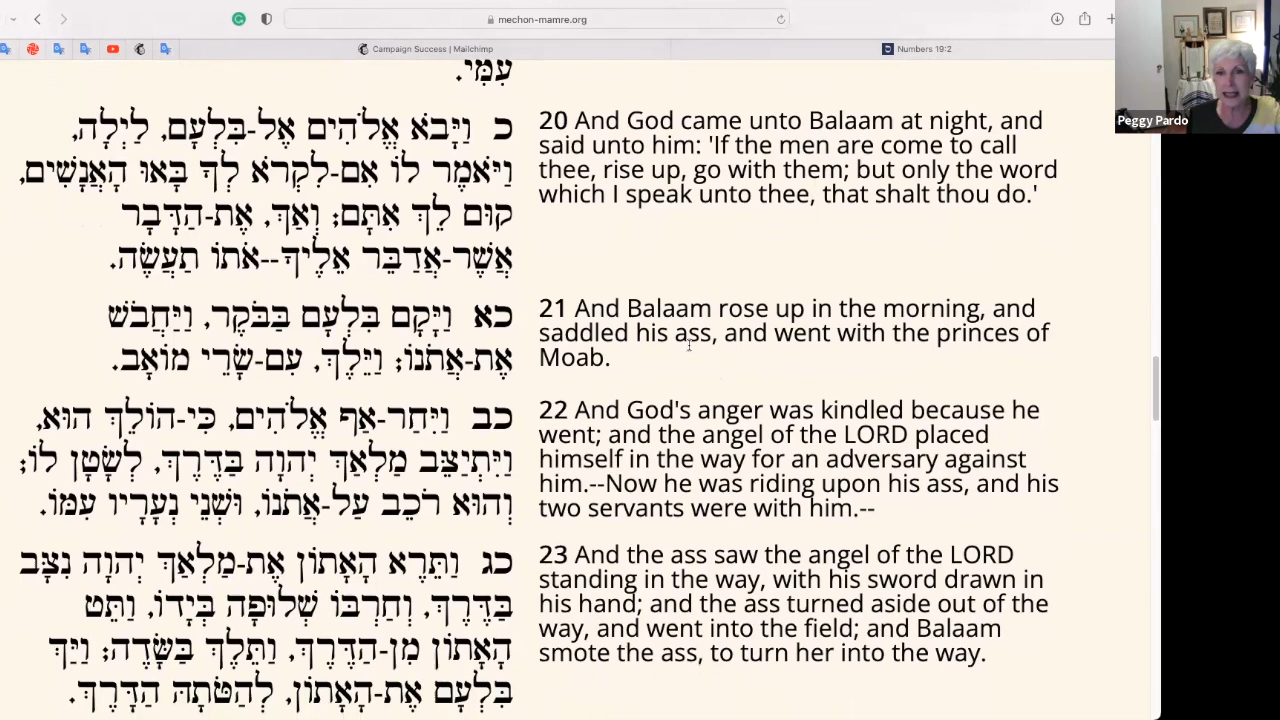 mechon-mamre.org
Campaign Success | Mailchimp
Numbers 19:2
Peggy Pardo
עַמִּי.
כ וַיָּבֹא אֱלֹהִים אֶל-בִּלְעָם, לַיְלָה,
וַיֹּאמֶר לוֹ אִם-לִקְרֹא לְךָ בָּאוּ הָאֲנָשִׁים,
קוּם לֵךְ אִתָּם; וְאַךְ, אֶת-הַדָּבָר
אֲשֶׁר-אֲדַבֵּר אֵלֶיךָ--אֹתוֹ תַעֲשֶׂה.
20 And God came unto Balaam at night, and
said unto him: 'If the men are come to call
thee, rise up, go with them; but only the word
which I speak unto thee, that shalt thou do.'
כא וַיָּקָם בִּלְעָם בַּבֹּקֶר, וַיַּחֲבֹשׁ
אֶת-אֲתֹנוֹ; וַיֵּלֶךְ, עִם-שָׂרֵי מוֹאָב.
21 And Balaam rose up in the morning, and
saddled his ass, and went with the princes of
Moab.
כב וַיִּחַר-אַף אֱלֹהִים, כִּי-הוֹלֵךְ הוּא,
וַיִּתְיַצֵּב מַלְאַךְ יְהוָה בַּדֶּרֶךְ, לְשָׂטָן לוֹ;
וְהוּא רֹכֵב עַל-אֲתֹנוֹ, וּשְׁנֵי נְעָרָיו עִמּוֹ.
22 And God's anger was kindled because he
went; and the angel of the LORD placed
himself in the way for an adversary against
him.--Now he was riding upon his ass, and his
two servants were with him.--
כג וַתֵּרֶא הָאָתוֹן אֶת-מַלְאַךְ יְהוָה נִצָּב
בַּדֶּרֶךְ, וְחַרְבּוֹ שְׁלוּפָה בְּיָדוֹ, וַתֵּט
הָאָתוֹן מִן-הַדֶּרֶךְ, וַתֵּלֶךְ בַּשָּׂדֶה; וַיַּךְ
בִּלְעָם אֶת-הָאָתוֹן, לְהַטֹּתָהּ הַדָּרֶךְ.
23 And the ass saw the angel of the LORD
standing in the way, with his sword drawn in
his hand; and the ass turned aside out of the
way, and went into the field; and Balaam
smote the ass, to turn her into the way.